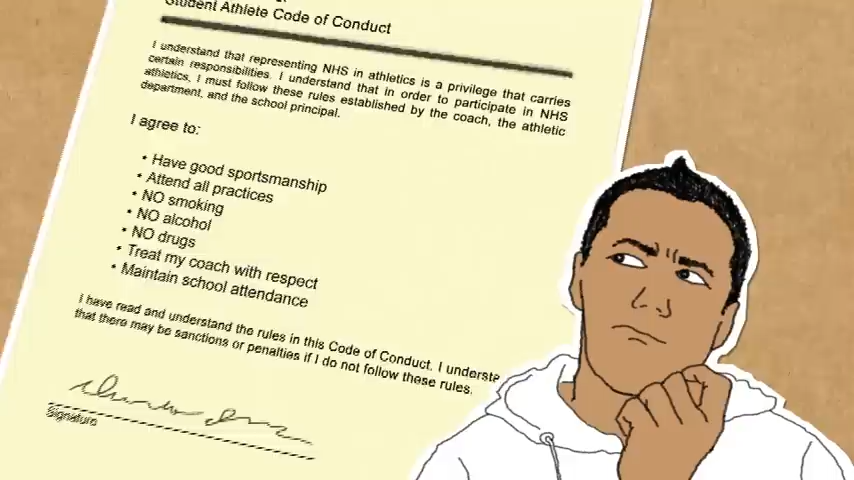 Student Athlete Code of Conduct
I understand that representing NHS in athletics is a privilege that carries
certain responsibilities. I understand that in order to participate in NHS
athletics, I must follow these rules established by the coach, the athletic
department, and the school principal.
I agree to:
• Have good sportsmanship
• Attend all practices
• NO smoking
• NO alcohol
• NO drugs
• Treat my coach with respect
• Maintain school attendance
I have read and understand the rules in this Code of Conduct. I underst
that there may be sanctions or penalties if I do not follow these rules.
Signature